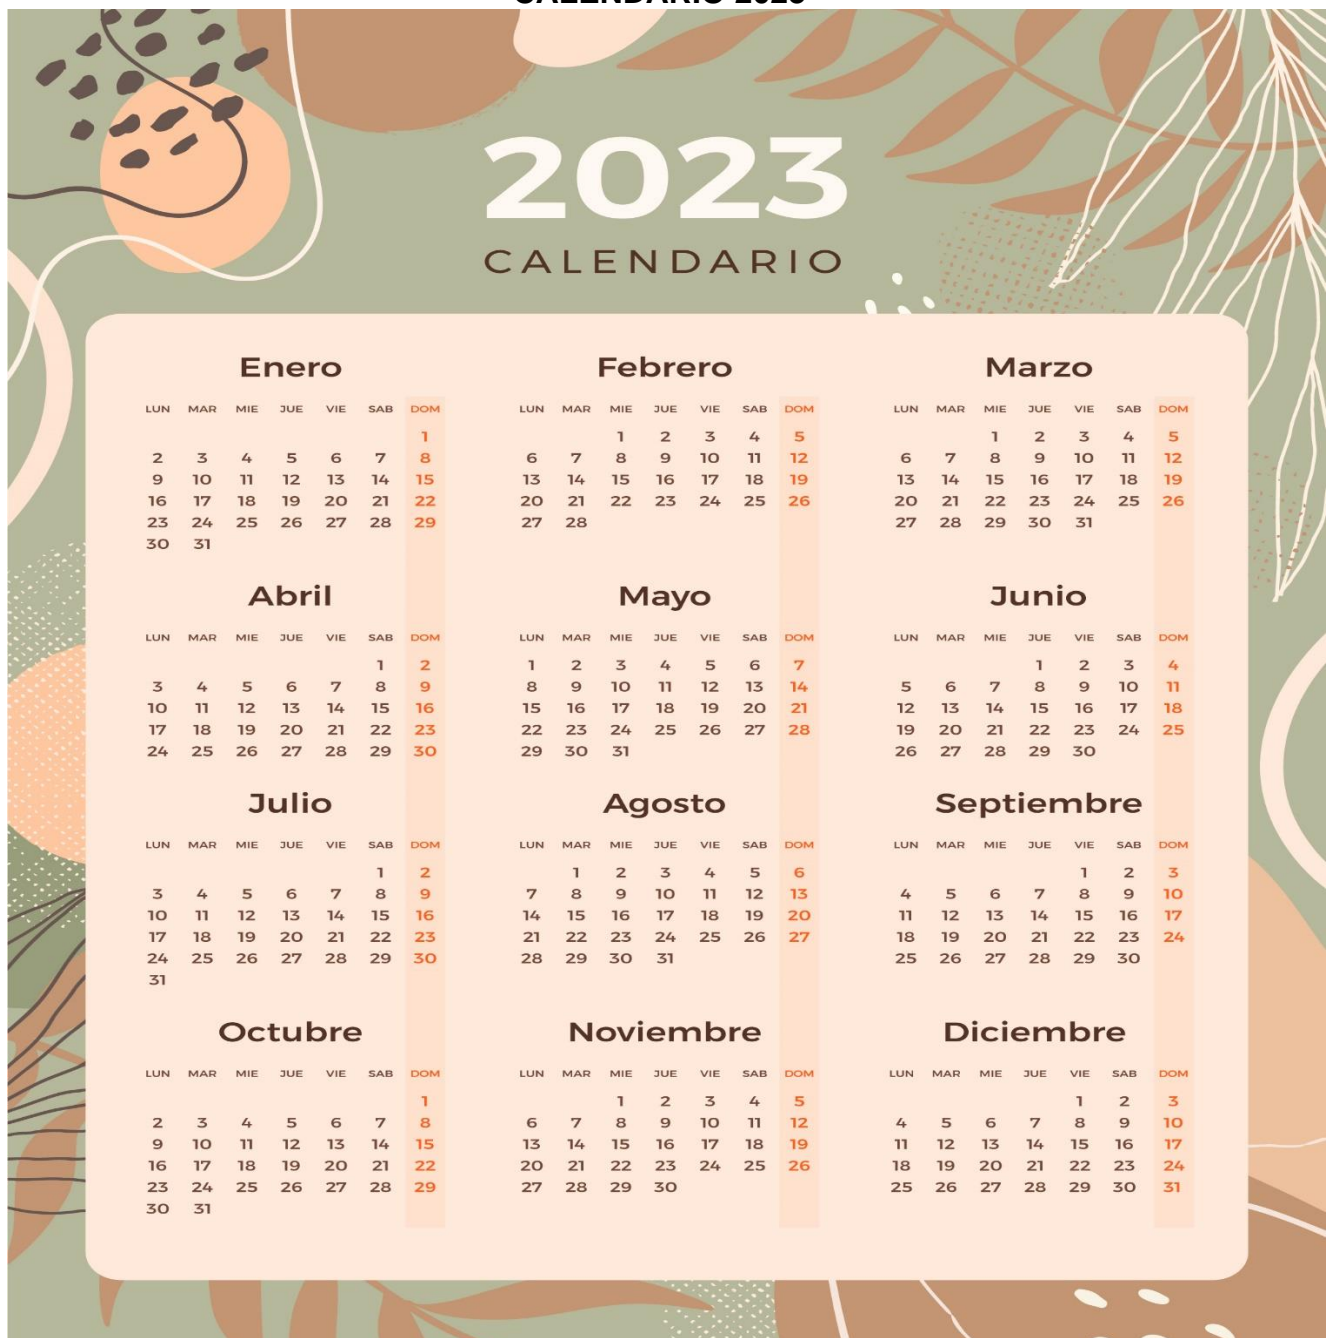 CALENDARIO 2023
2023
CALENDARIO
Enero
LUN MAR MIE JUE VIE SAB DOM
1
2 3 4 5 6 7 8
9 10 11 12 13 14 15
16 17 18 19 20 21 22
23 24 25 26 27 28 29
30 31
Febrero
LUN MAR MIE JUE VIE SAB DOM
1 2 3 4 5
6 7 8 9 10 11 12
13 14 15 16 17 18 19
20 21 22 23 24 25 26
27 28
Marzo
LUN MAR MIE JUE VIE SAB DOM
1 2 3 4 5
6 7 8 9 10 11 12
13 14 15 16 17 18 19
20 21 22 23 24 25 26
27 28 29 30 31
Abril
LUN MAR MIE JUE VIE SAB DOM
1 2
3 4 5 6 7 8 9
10 11 12 13 14 15 16
17 18 19 20 21 22 23
24 25 26 27 28 29 30
Mayo
LUN MAR MIE JUE VIE SAB DOM
1 2 3 4 5 6 7
8 9 10 11 12 13 14
15 16 17 18 19 20 21
22 23 24 25 26 27 28
29 30 31
Junio
LUN MAR MIE JUE VIE SAB DOM
1 2 3 4
5 6 7 8 9 10 11
12 13 14 15 16 17 18
19 20 21 22 23 24 25
26 27 28 29 30
Julio
LUN MAR MIE JUE VIE SAB DOM
1 2
3 4 5 6 7 8 9
10 11 12 13 14 15 16
17 18 19 20 21 22 23
24 25 26 27 28 29 30
31
Agosto
LUN MAR MIE JUE VIE SAB DOM
1 2 3 4 5 6
7 8 9 10 11 12 13
14 15 16 17 18 19 20
21 22 23 24 25 26 27
28 29 30 31
Septiembre
LUN MAR MIE JUE VIE SAB DOM
1 2 3
4 5 6 7 8 9 10
11 12 13 14 15 16 17
18 19 20 21 22 23 24
25 26 27 28 29 30
Octubre
LUN MAR MIE JUE VIE SAB DOM
1
2 3 4 5 6 7 8
9 10 11 12 13 14 15
16 17 18 19 20 21 22
23 24 25 26 27 28 29
30 31
Noviembre
LUN MAR MIE JUE VIE SAB DOM
1 2 3 4 5
6 7 8 9 10 11 12
13 14 15 16 17 18 19
20 21 22 23 24 25 26
27 28 29 30
Diciembre
LUN MAR MIE JUE VIE SAB DOM
1 2 3
4 5 6 7 8 9 10
11 12 13 14 15 16 17
18 19 20 21 22 23 24
25 26 27 28 29 30 31